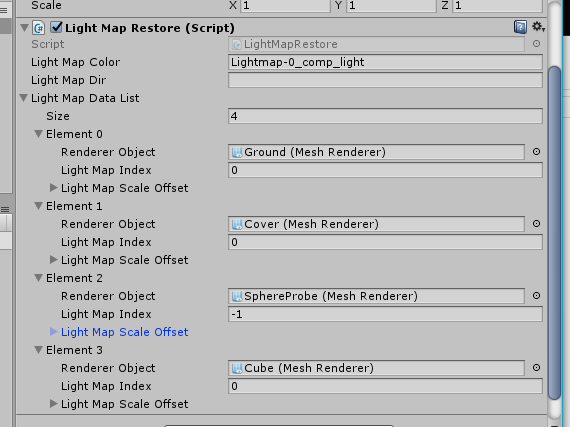 Scale X 1 Y 1 Z 1
Light Map Restore (Script)
Script LightMapRestore
Light Map Color Lightmap-0_comp_light
Light Map Dir
Light Map Data List
Size 4
Element 0
Renderer Object Ground (Mesh Renderer)
Light Map Index 0
Light Map Scale Offset
Element 1
Renderer Object Cover (Mesh Renderer)
Light Map Index 0
Light Map Scale Offset
Element 2
Renderer Object SphereProbe (Mesh Renderer)
Light Map Index -1
Light Map Scale Offset
Element 3
Renderer Object Cube (Mesh Renderer)
Light Map Index 0
Light Map Scale Offset